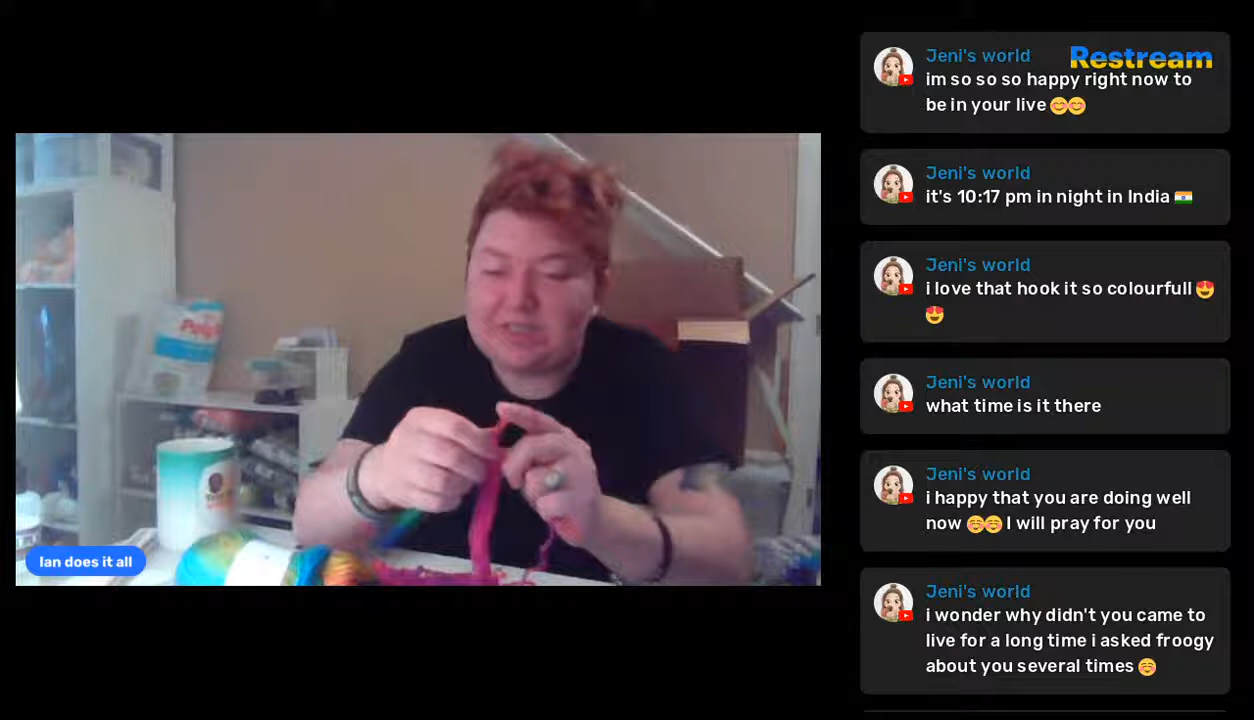 Restream
Jeni's world
im so so so happy right now to
be in your live 😊😊
Jeni's world
it's 10:17 pm in night in India 🇮🇳
Jeni's world
i love that hook it so colourfull 😍
😍
Jeni's world
what time is it there
Jeni's world
i happy that you are doing well
now ☺️☺️ I will pray for you
Jeni's world
i wonder why didn't you came to
live for a long time i asked froogy
about you several times ☺️
Ian does it all